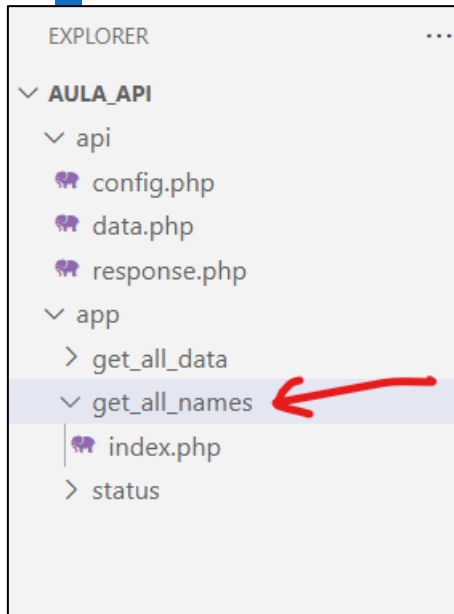 EXPLORER ...
AULA_API
api
config.php
data.php
response.php
app
get_all_data
get_all_names
index.php
status